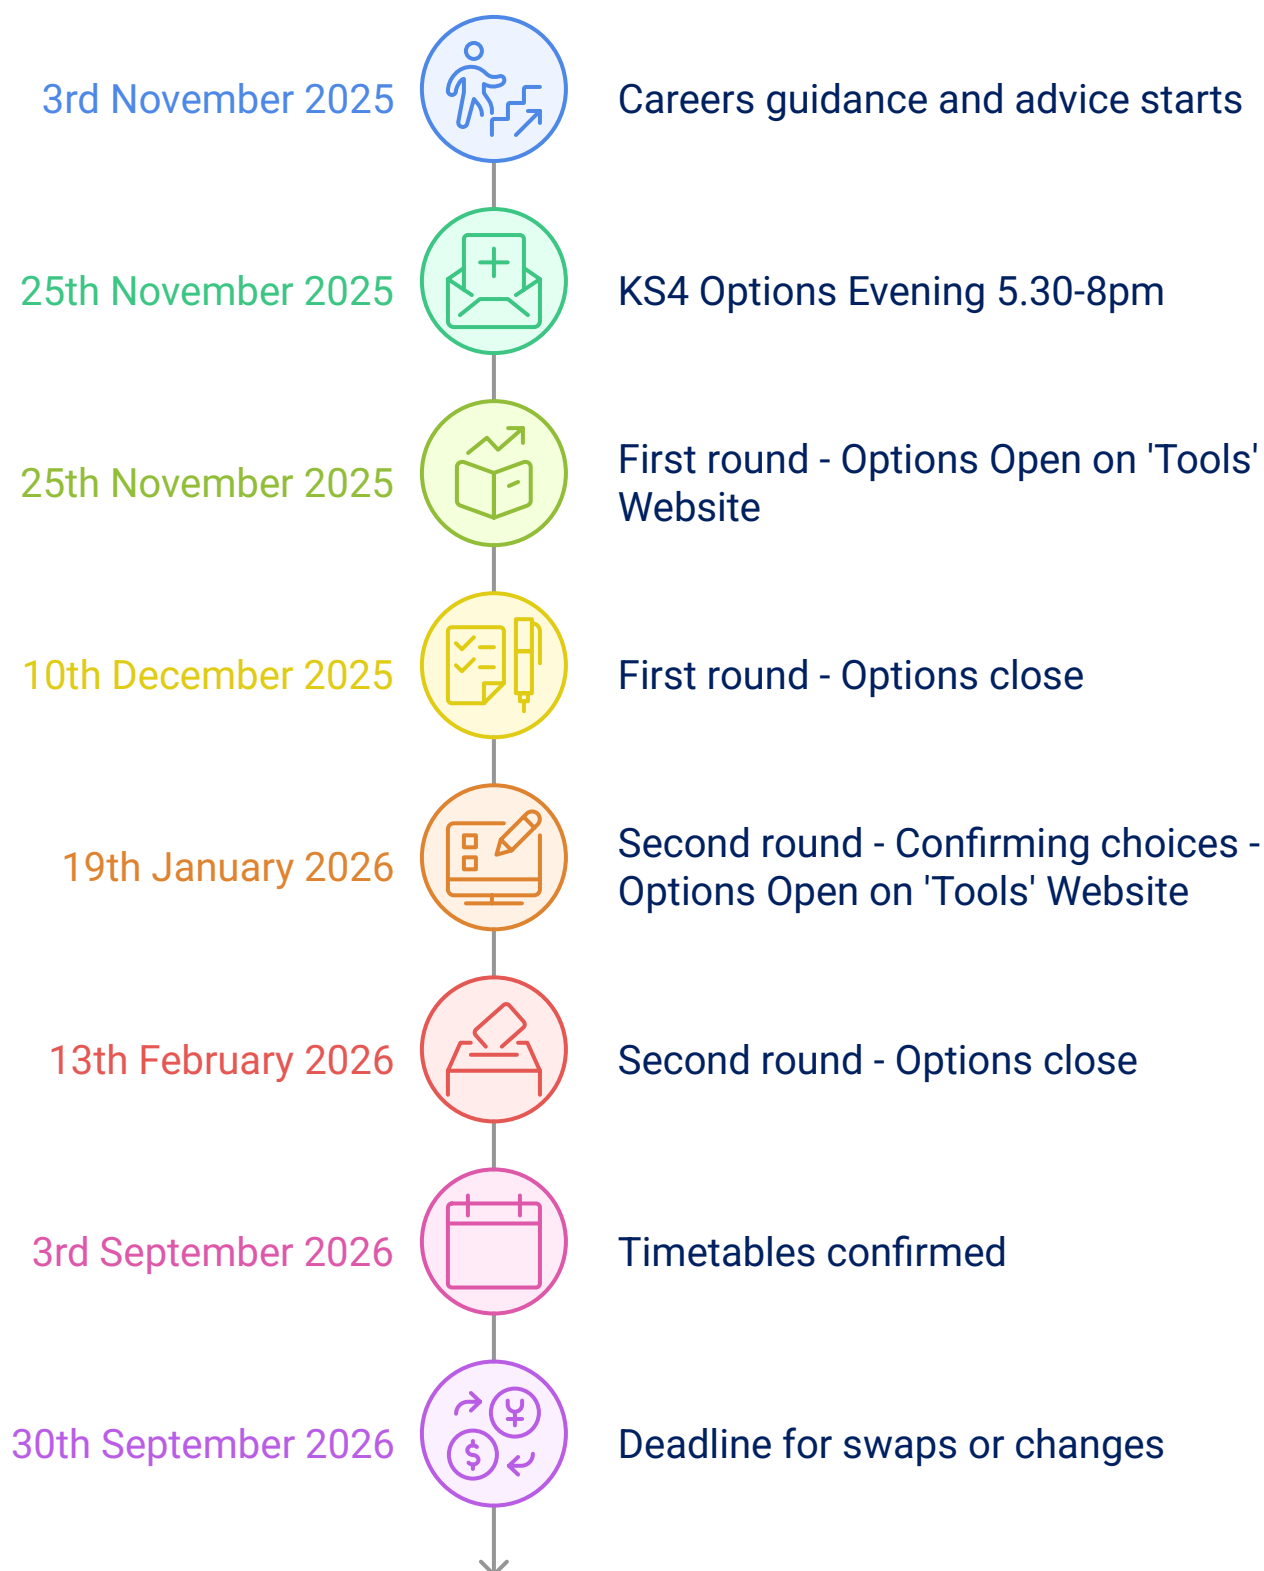 3rd November 2025
Careers guidance and advice starts
25th November 2025
KS4 Options Evening 5.30-8pm
25th November 2025
First round - Options Open on 'Tools'
Website
10th December 2025
First round - Options close
19th January 2026
Second round - Confirming choices -
Options Open on 'Tools' Website
13th February 2026
Second round - Options close
3rd September 2026
Timetables confirmed
30th September 2026
Deadline for swaps or changes